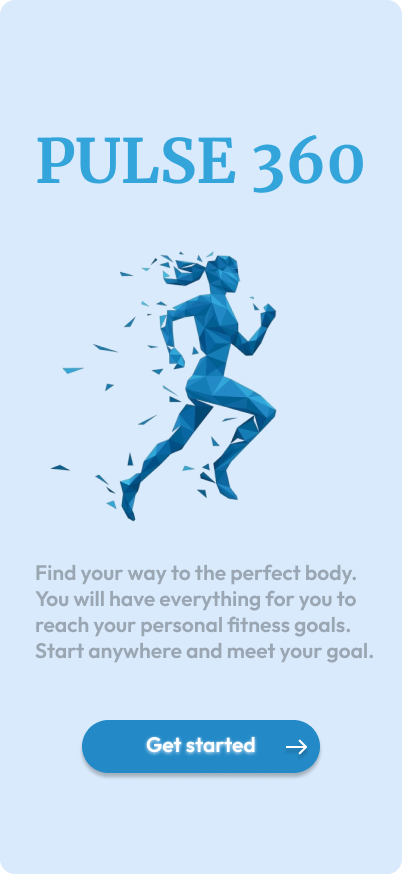 PULSE 360
Find your way to the perfect body.
You will have everything for you to
reach your personal fitness goals.
Start anywhere and meet your goal.
Get started